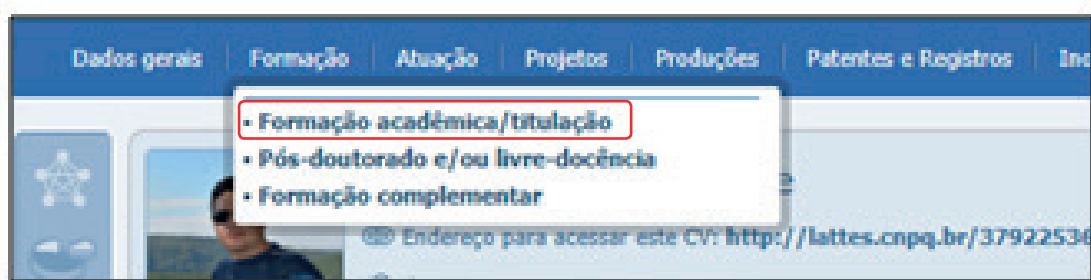 Dados gerais Formação Atuação Projetos Produções Patentes e Registros
• Formação acadêmica/titulação
• Pós-doutorado e/ou livre-docência
• Formação complementar
Endereço para acessar este CV: http://lattes.cnpq.br/37922536